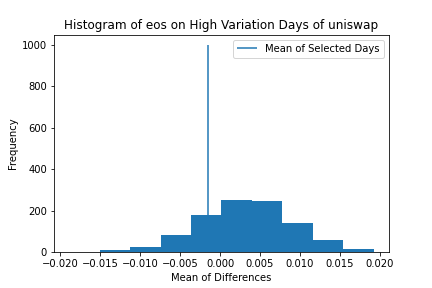 Histogram of eos on High Variation Days of uniswap
Mean of Selected Days
Frequency
1000
800
600
400
200
0
−0.020 −0.015 −0.010 −0.005 0.000 0.005 0.010 0.015 0.020
Mean of Differences